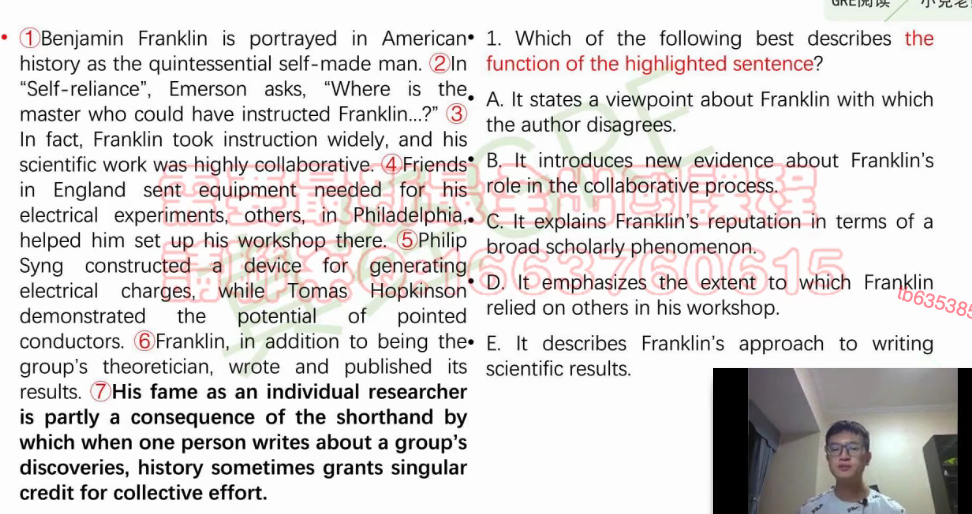 GRE阅读
• ①Benjamin Franklin is portrayed in American
history as the quintessential self-made man. ②In
“Self-reliance”, Emerson asks, “Where is the
master who could have instructed Franklin...?” ③
In fact, Franklin took instruction widely, and his
scientific work was highly collaborative. ④Friends
in England sent equipment needed for his
electrical experiments, others, in Philadelphia,
helped him set up his workshop there. ⑤Philip
Syng constructed a device for generating
electrical charges, while Tomas Hopkinson
demonstrated the potential of pointed
conductors. ⑥Franklin, in addition to being the
group’s theoretician, wrote and published its
results. ⑦His fame as an individual researcher
is partly a consequence of the shorthand by
which when one person writes about a group’s
discoveries, history sometimes grants singular
credit for collective effort.
• 1. Which of the following best describes the
function of the highlighted sentence?
• A. It states a viewpoint about Franklin with which
the author disagrees.
• B. It introduces new evidence about Franklin’s
role in the collaborative process.
• C. It explains Franklin’s reputation in terms of a
broad scholarly phenomenon.
• D. It emphasizes the extent to which Franklin
relied on others in his workshop.
• E. It describes Franklin’s approach to writing
scientific results.
tb635385